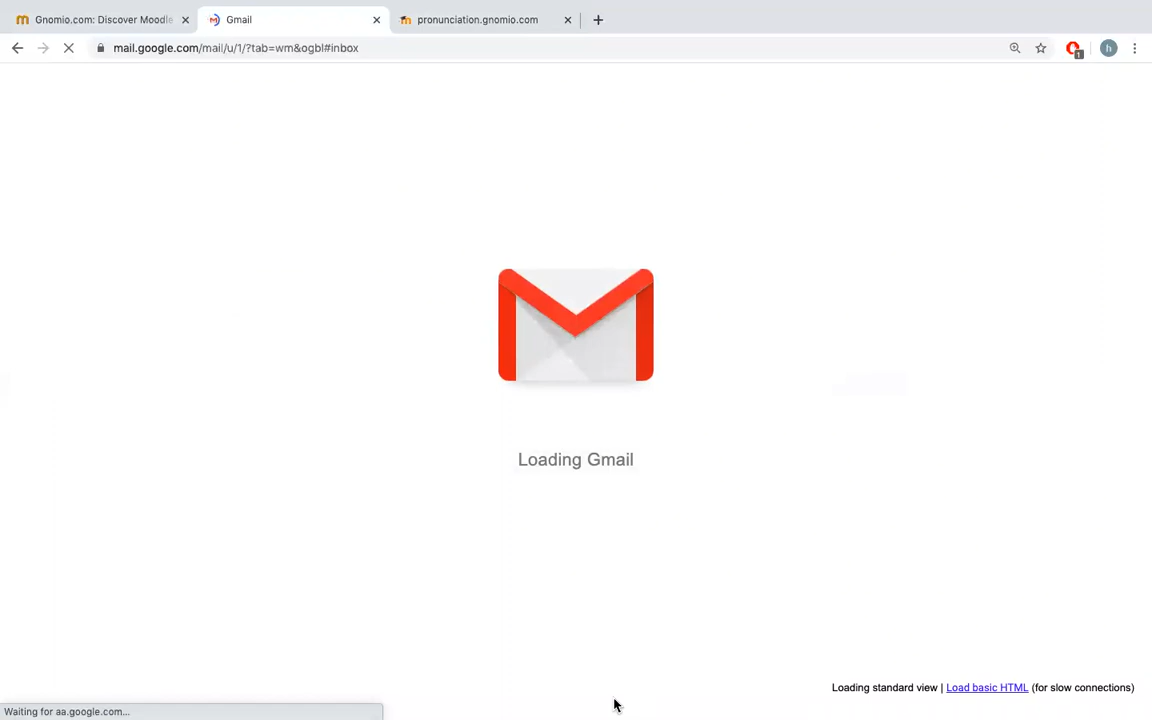 Gnomio.com: Discover Moodle
Gmail
pronunciation.gnomio.com
mail.google.com/mail/u/1/?tab=wm&ogbl#inbox
1
h
Loading Gmail
Loading standard view | Load basic HTML (for slow connections)
Waiting for aa.google.com...